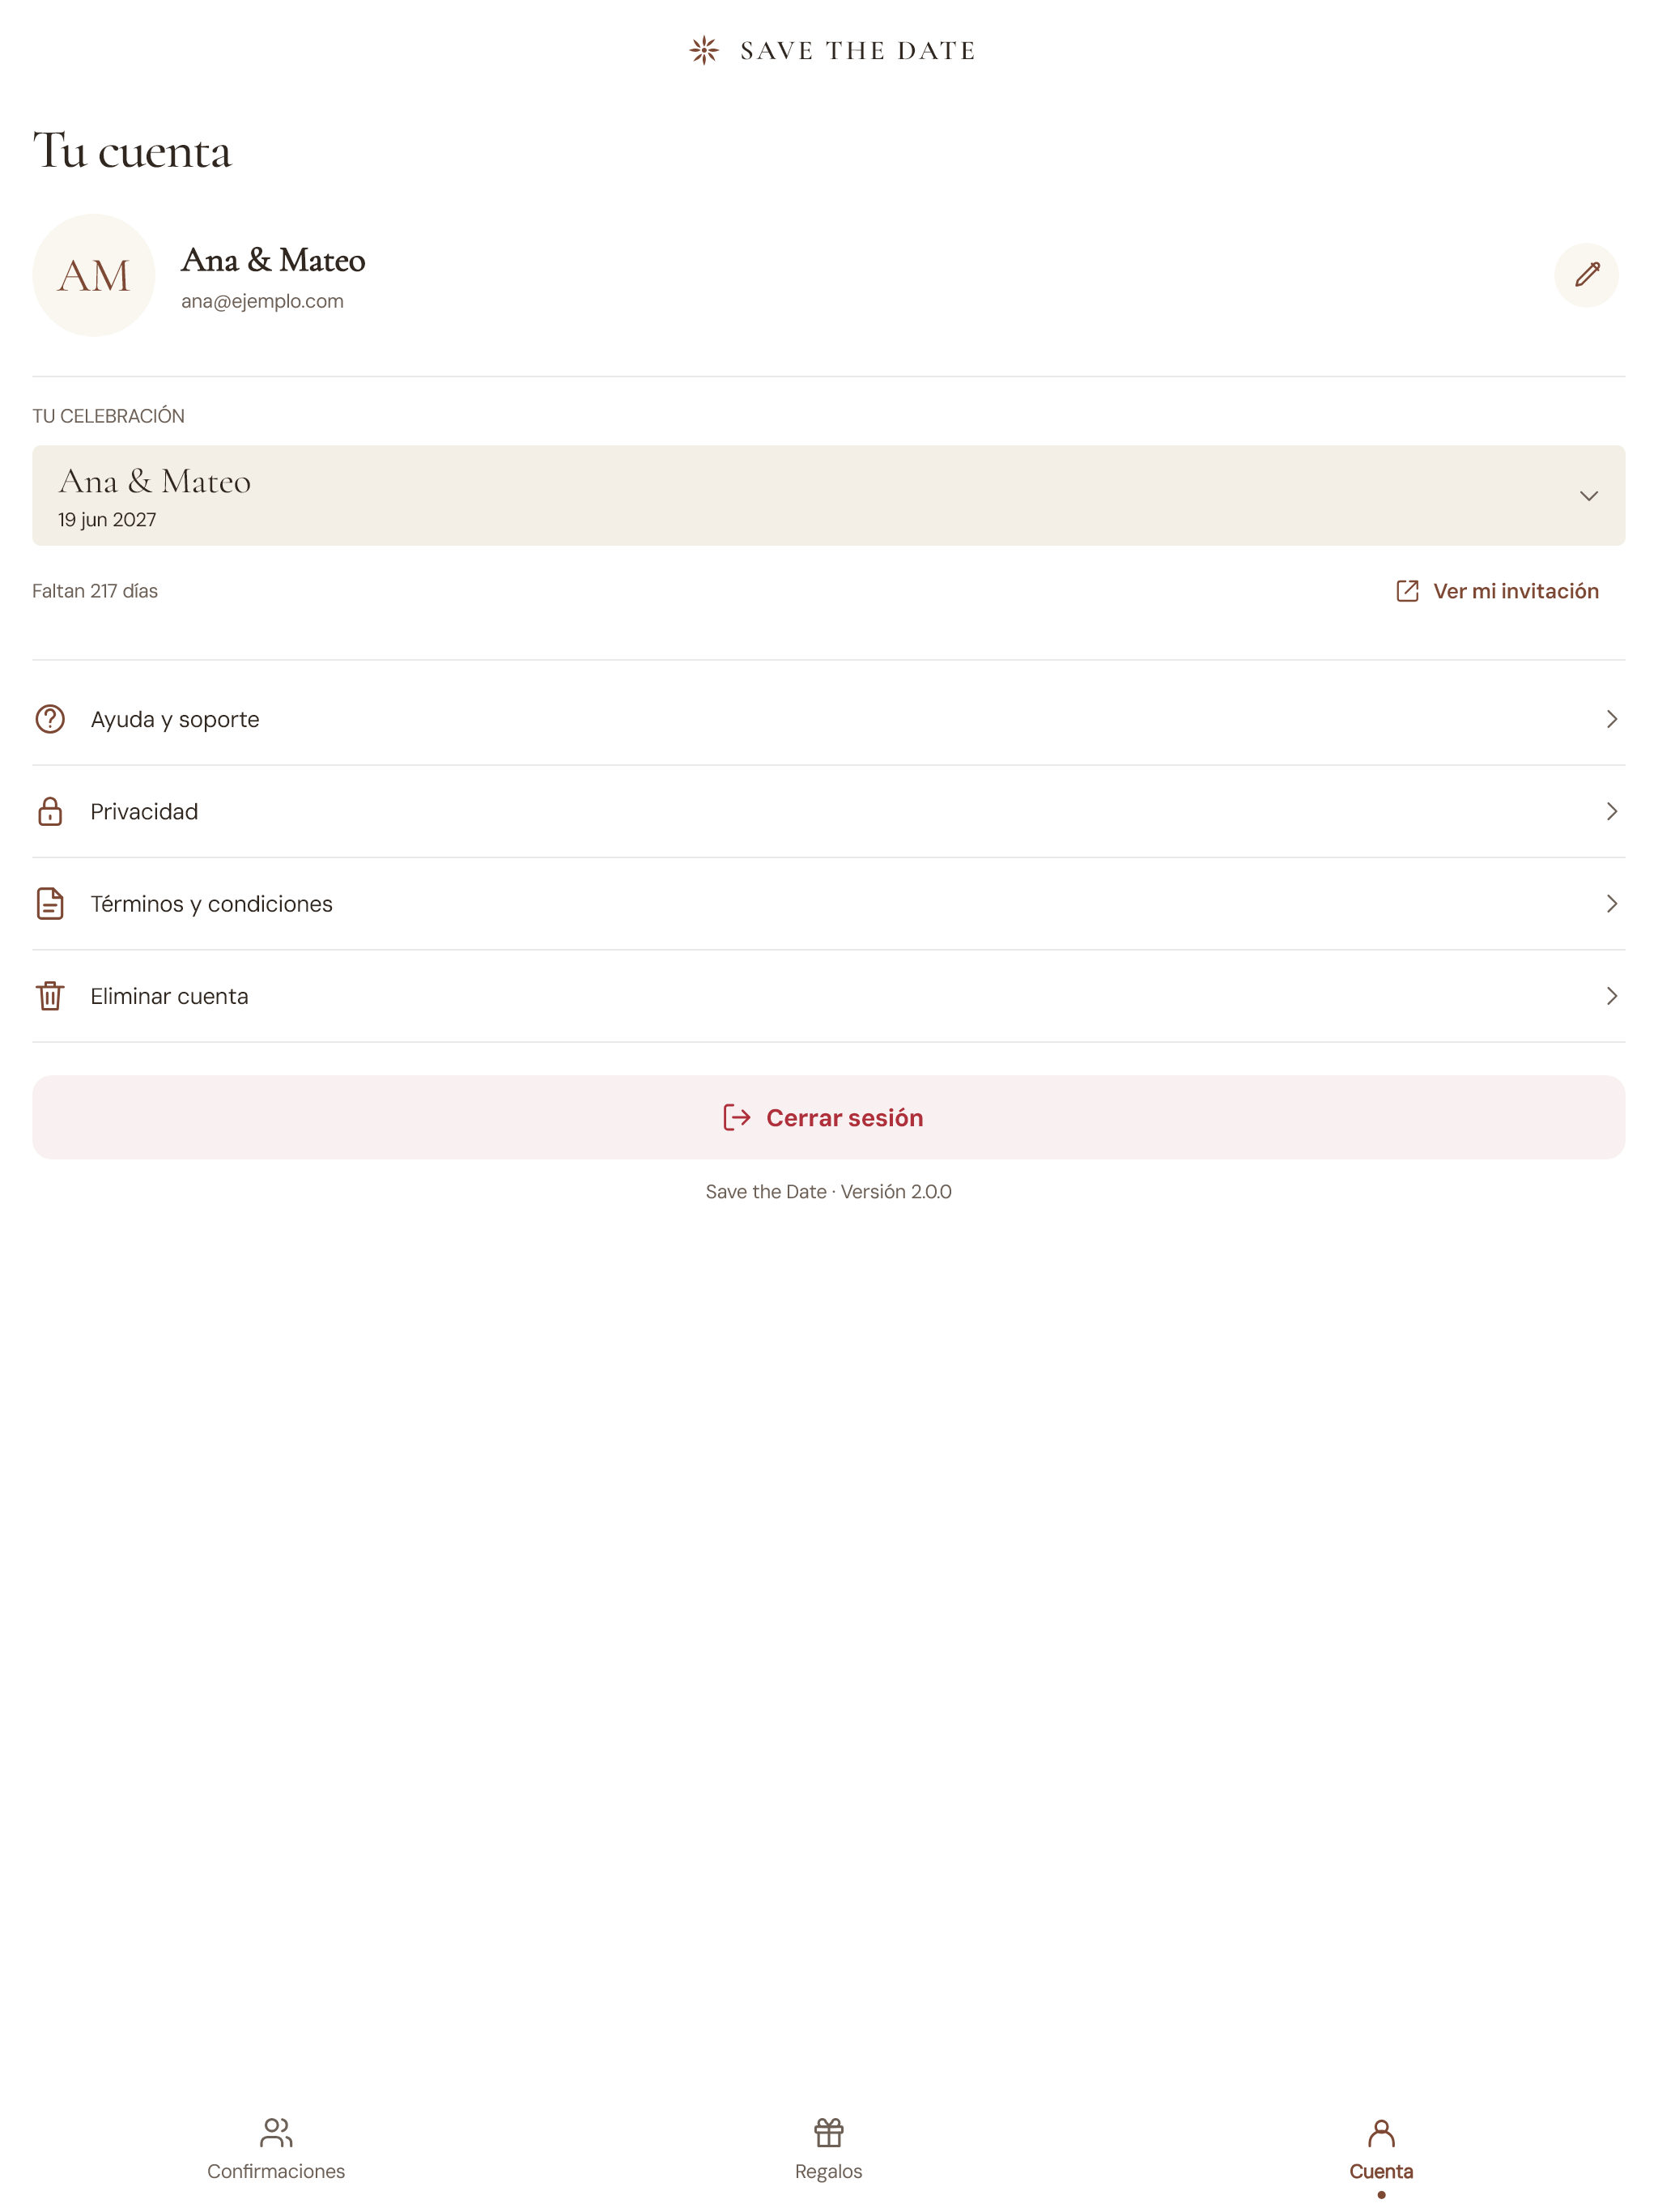 SAVE THE DATE
Tu cuenta
AM
Ana & Mateo
ana@ejemplo.com
TU CELEBRACIÓN
Ana & Mateo
19 jun 2027
Faltan 217 días
Ver mi invitación
Ayuda y soporte
Privacidad
Términos y condiciones
Eliminar cuenta
Cerrar sesión
Save the Date · Versión 2.0.0
Confirmaciones
Regalos
Cuenta